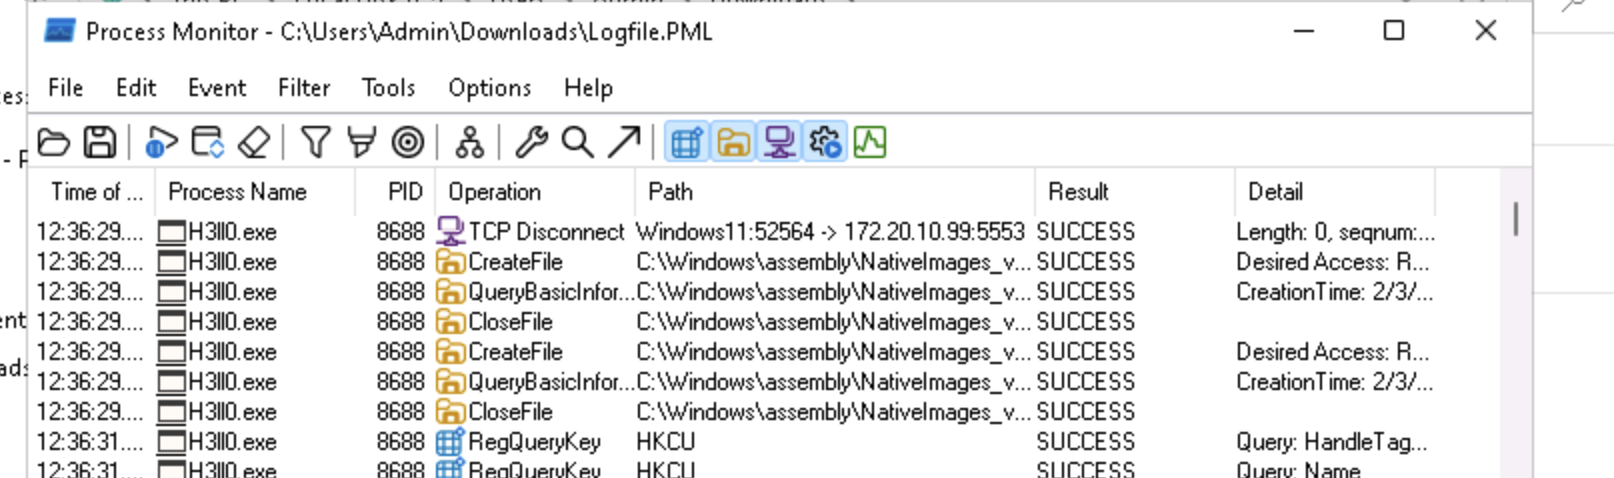 Process Monitor - C:\Users\Admin\Downloads\Logfile.PML
File Edit Event Filter Tools Options Help
Time of ... Process Name PID Operation Path Result Detail
12:36:29.... H3ll0.exe 8688 TCP Disconnect Windows11:52564 -> 172.20.10.99:5553 SUCCESS Length: 0, seqnum:...
12:36:29.... H3ll0.exe 8688 CreateFile C:\Windows\assembly\NativeImages_v... SUCCESS Desired Access: R...
12:36:29.... H3ll0.exe 8688 QueryBasicInfor... C:\Windows\assembly\NativeImages_v... SUCCESS CreationTime: 2/3/...
12:36:29.... H3ll0.exe 8688 CloseFile C:\Windows\assembly\NativeImages_v... SUCCESS
12:36:29.... H3ll0.exe 8688 CreateFile C:\Windows\assembly\NativeImages_v... SUCCESS Desired Access: R...
12:36:29.... H3ll0.exe 8688 QueryBasicInfor... C:\Windows\assembly\NativeImages_v... SUCCESS CreationTime: 2/3/...
12:36:29.... H3ll0.exe 8688 CloseFile C:\Windows\assembly\NativeImages_v... SUCCESS
12:36:31.... H3ll0.exe 8688 RegQueryKey HKCU SUCCESS Query: HandleTag...
12:36:31.... H3ll0.exe 8688 RegQueryKey HKCU SUCCESS Query: Name